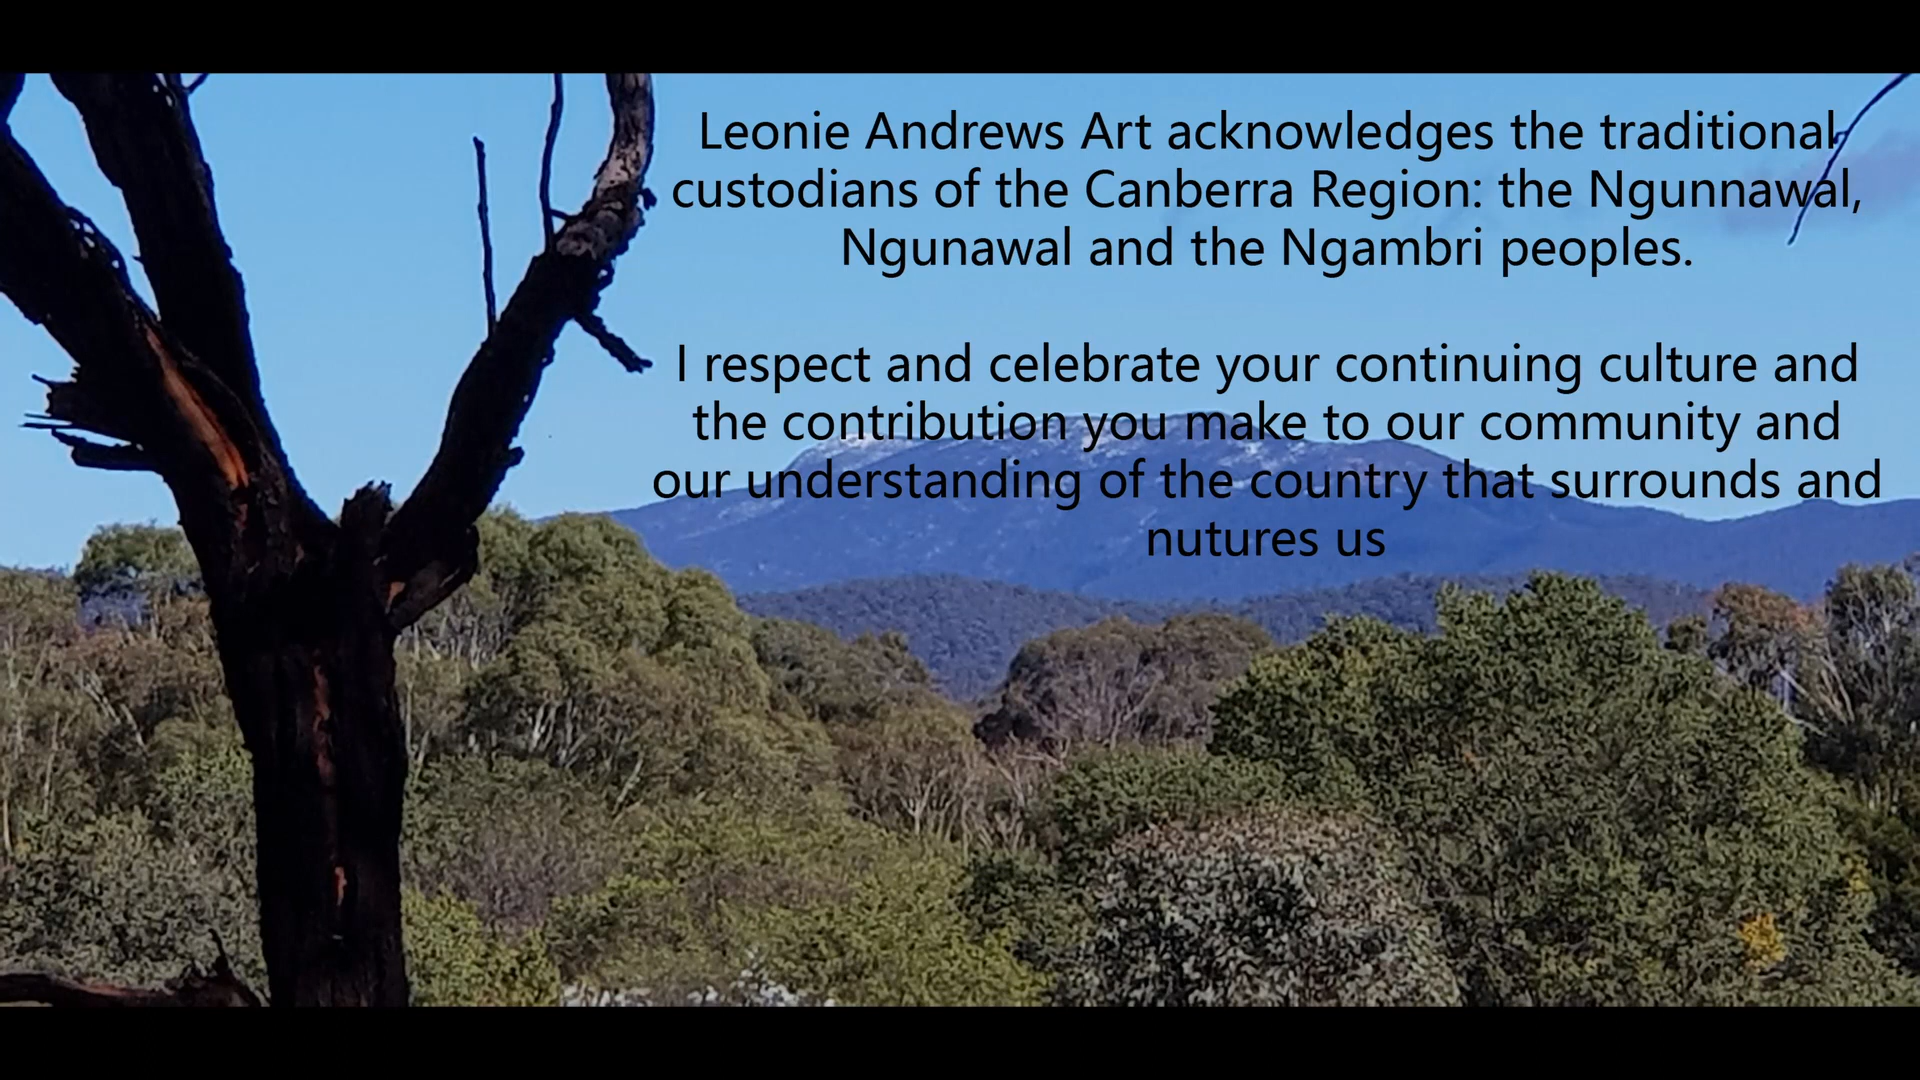 Leonie Andrews Art acknowledges the traditional
custodians of the Canberra Region: the Ngunnawal,
Ngunawal and the Ngambri peoples.
I respect and celebrate your continuing culture and
the contribution you make to our community and
our understanding of the country that surrounds and
nutures us